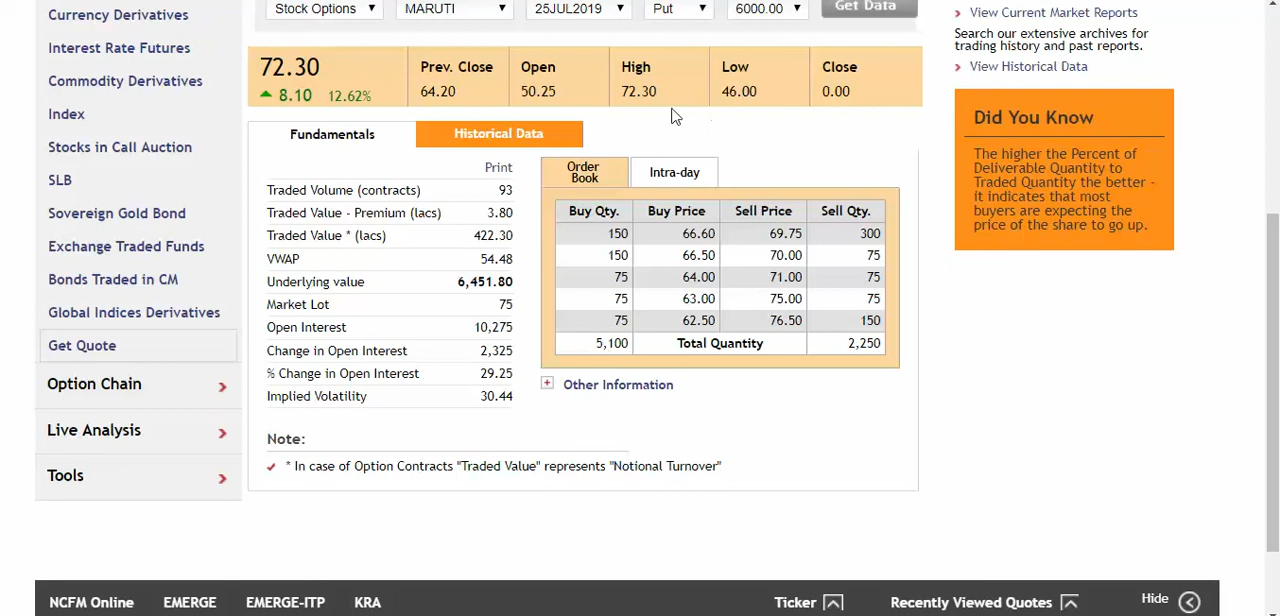 Currency Derivatives
Interest Rate Futures
Commodity Derivatives
Index
Stocks in Call Auction
SLB
Sovereign Gold Bond
Exchange Traded Funds
Bonds Traded in CM
Global Indices Derivatives
Get Quote
Option Chain
Live Analysis
Tools
Stock Options MARUTI 25JUL2019 Put 6000.00 Get Data
72.30
8.10 12.62%
Prev. Close Open High Low Close
64.20 50.25 72.30 46.00 0.00
Fundamentals Historical Data
Print
Traded Volume (contracts) 93
Traded Value - Premium (lacs) 3.80
Traded Value * (lacs) 422.30
VWAP 54.48
Underlying value 6,451.80
Market Lot 75
Open Interest 10,275
Change in Open Interest 2,325
% Change in Open Interest 29.25
Implied Volatility 30.44
Order
Book
Intra-day
Buy Qty. Buy Price Sell Price Sell Qty.
150 66.60 69.75 300
150 66.50 70.00 75
75 64.00 71.00 75
75 63.00 75.00 75
75 62.50 76.50 150
5,100 Total Quantity 2,250
+ Other Information
Note:
* In case of Option Contracts "Traded Value" represents "Notional Turnover"
View Current Market Reports
Search our extensive archives for
trading history and past reports.
View Historical Data
Did You Know
The higher the Percent of
Deliverable Quantity to
Traded Quantity the better -
it indicates that most
buyers are expecting the
price of the share to go up.
NCFM Online EMERGE EMERGE-ITP KRA Ticker Recently Viewed Quotes Hide